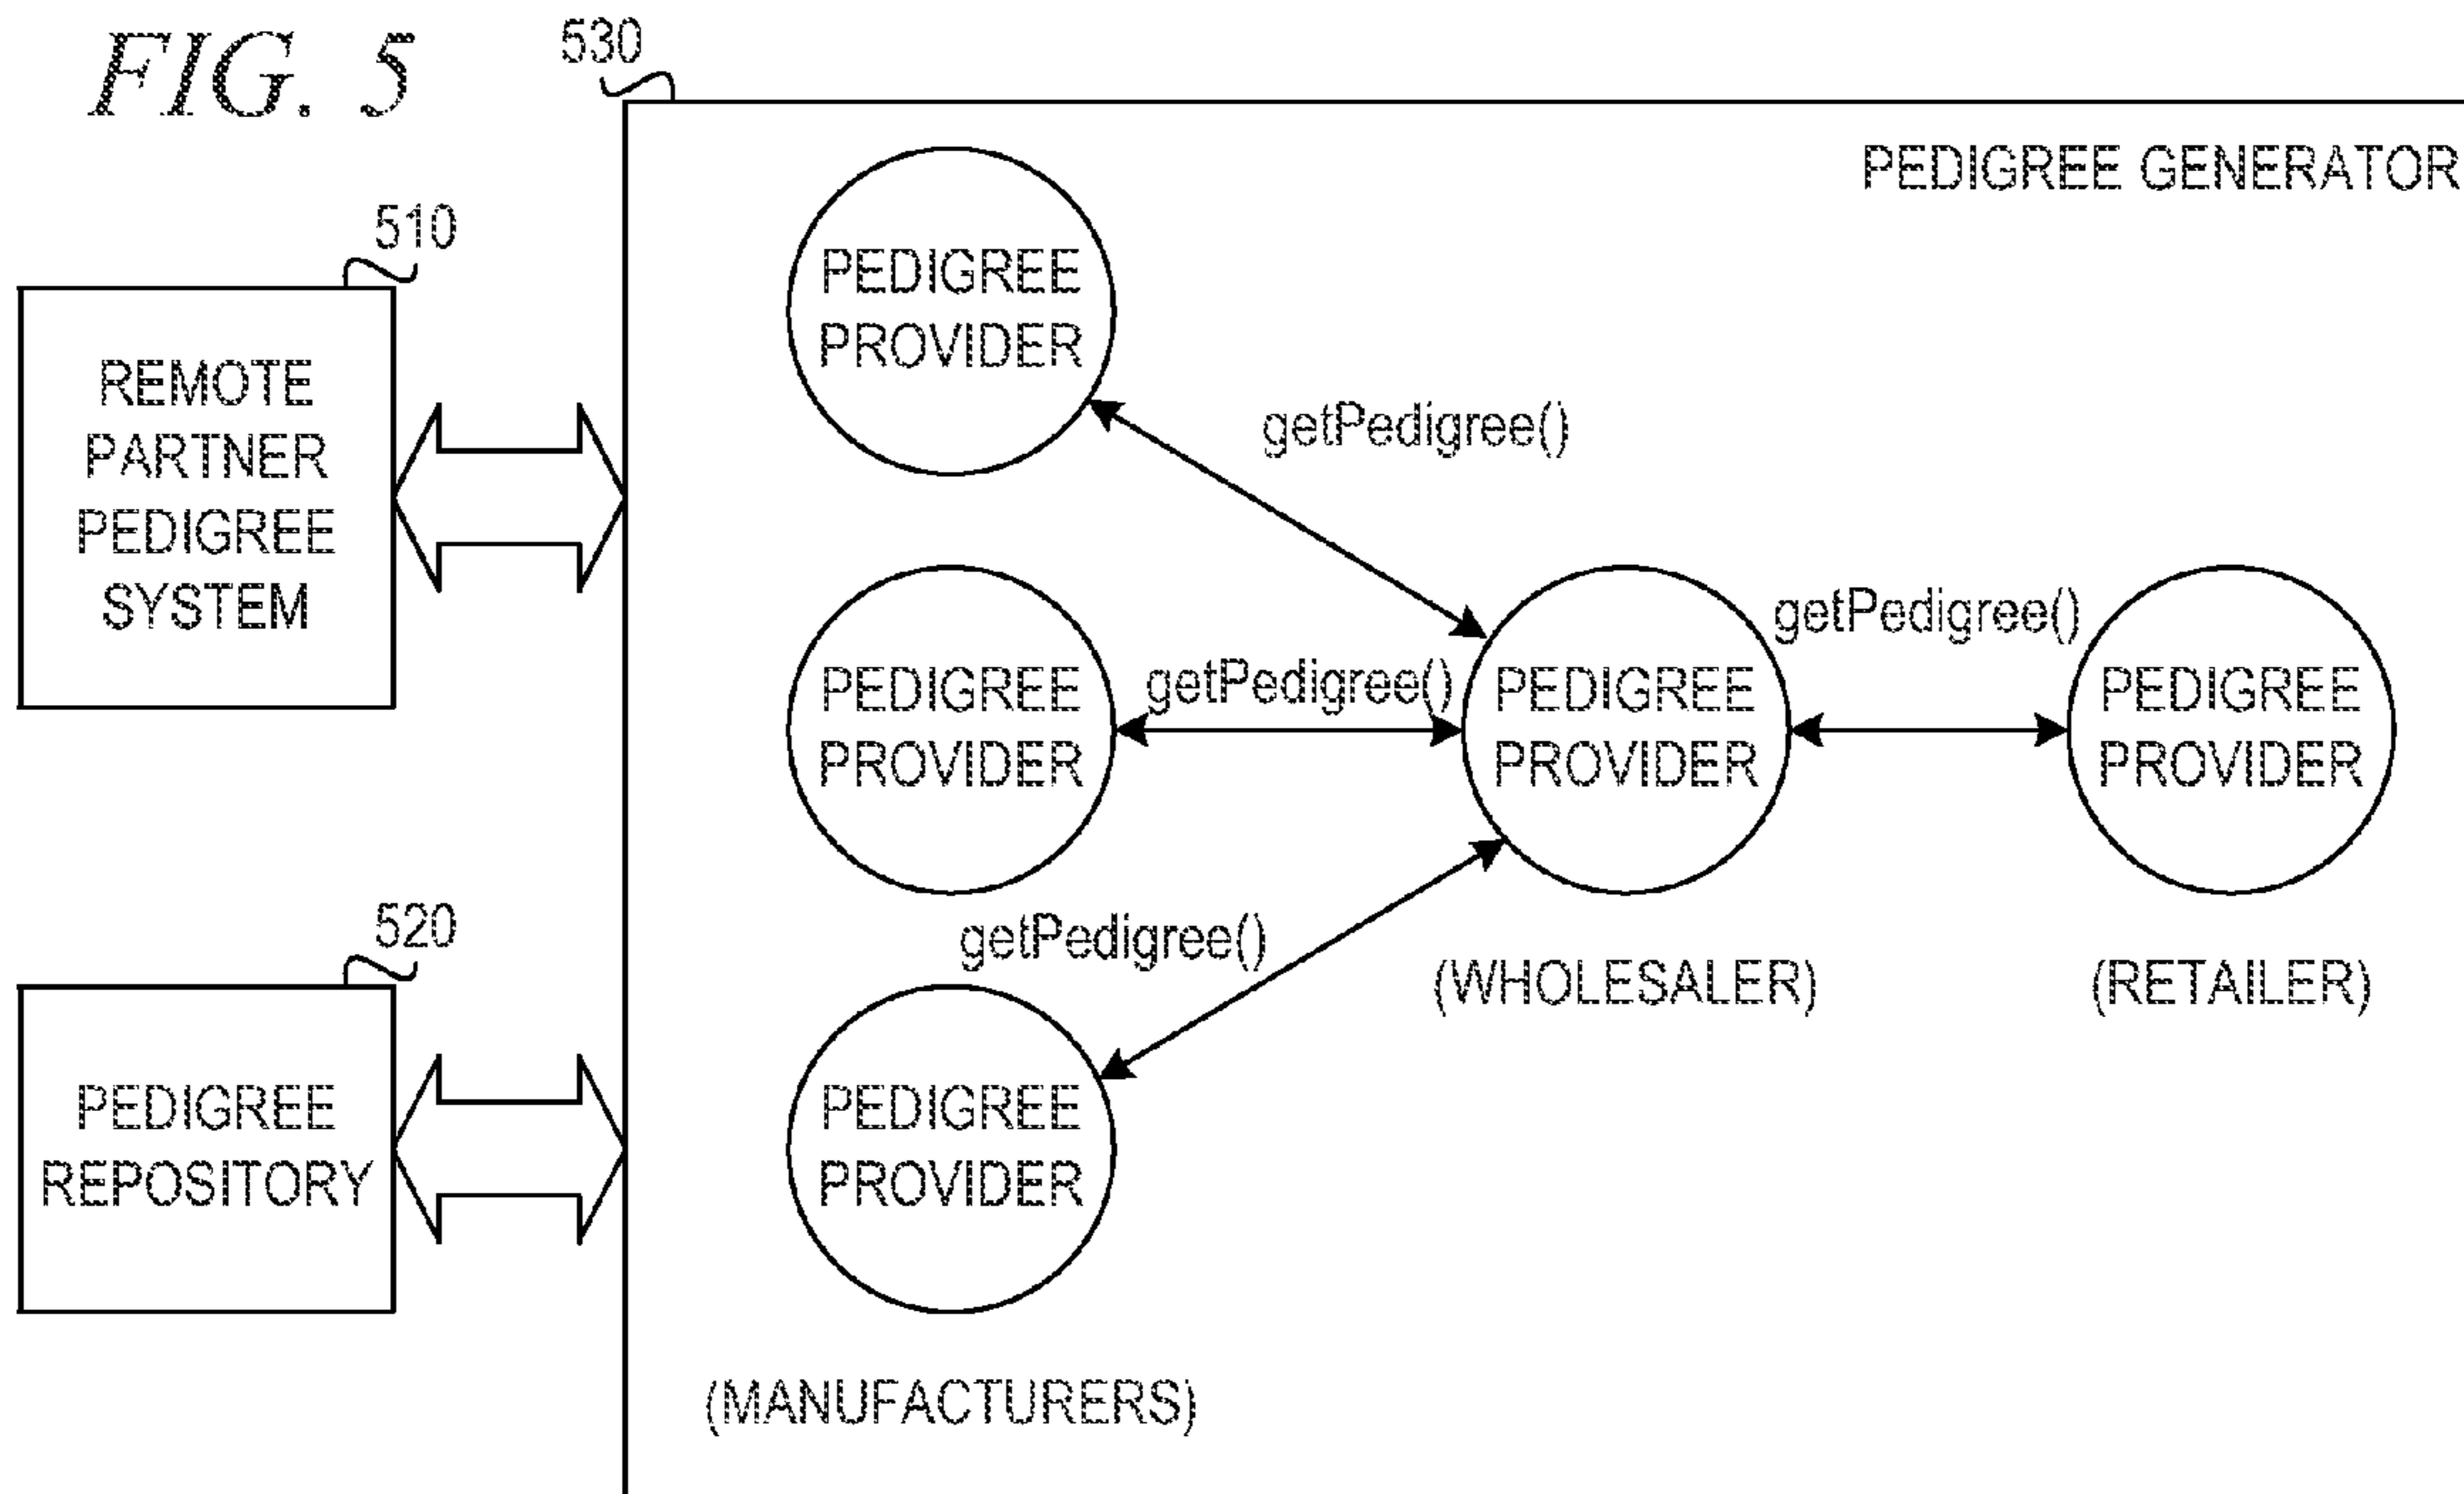 FIG. 5
530
PEDIGREE GENERATOR
510
REMOTE
PARTNER
PEDIGREE
SYSTEM
520
PEDIGREE
REPOSITORY
PEDIGREE
PROVIDER
getPedigree()
PEDIGREE
PROVIDER
getPedigree()
PEDIGREE
PROVIDER
getPedigree()
PEDIGREE
PROVIDER
getPedigree()
(WHOLESALER)
(RETAILER)
PEDIGREE
PROVIDER
(MANUFACTURERS)